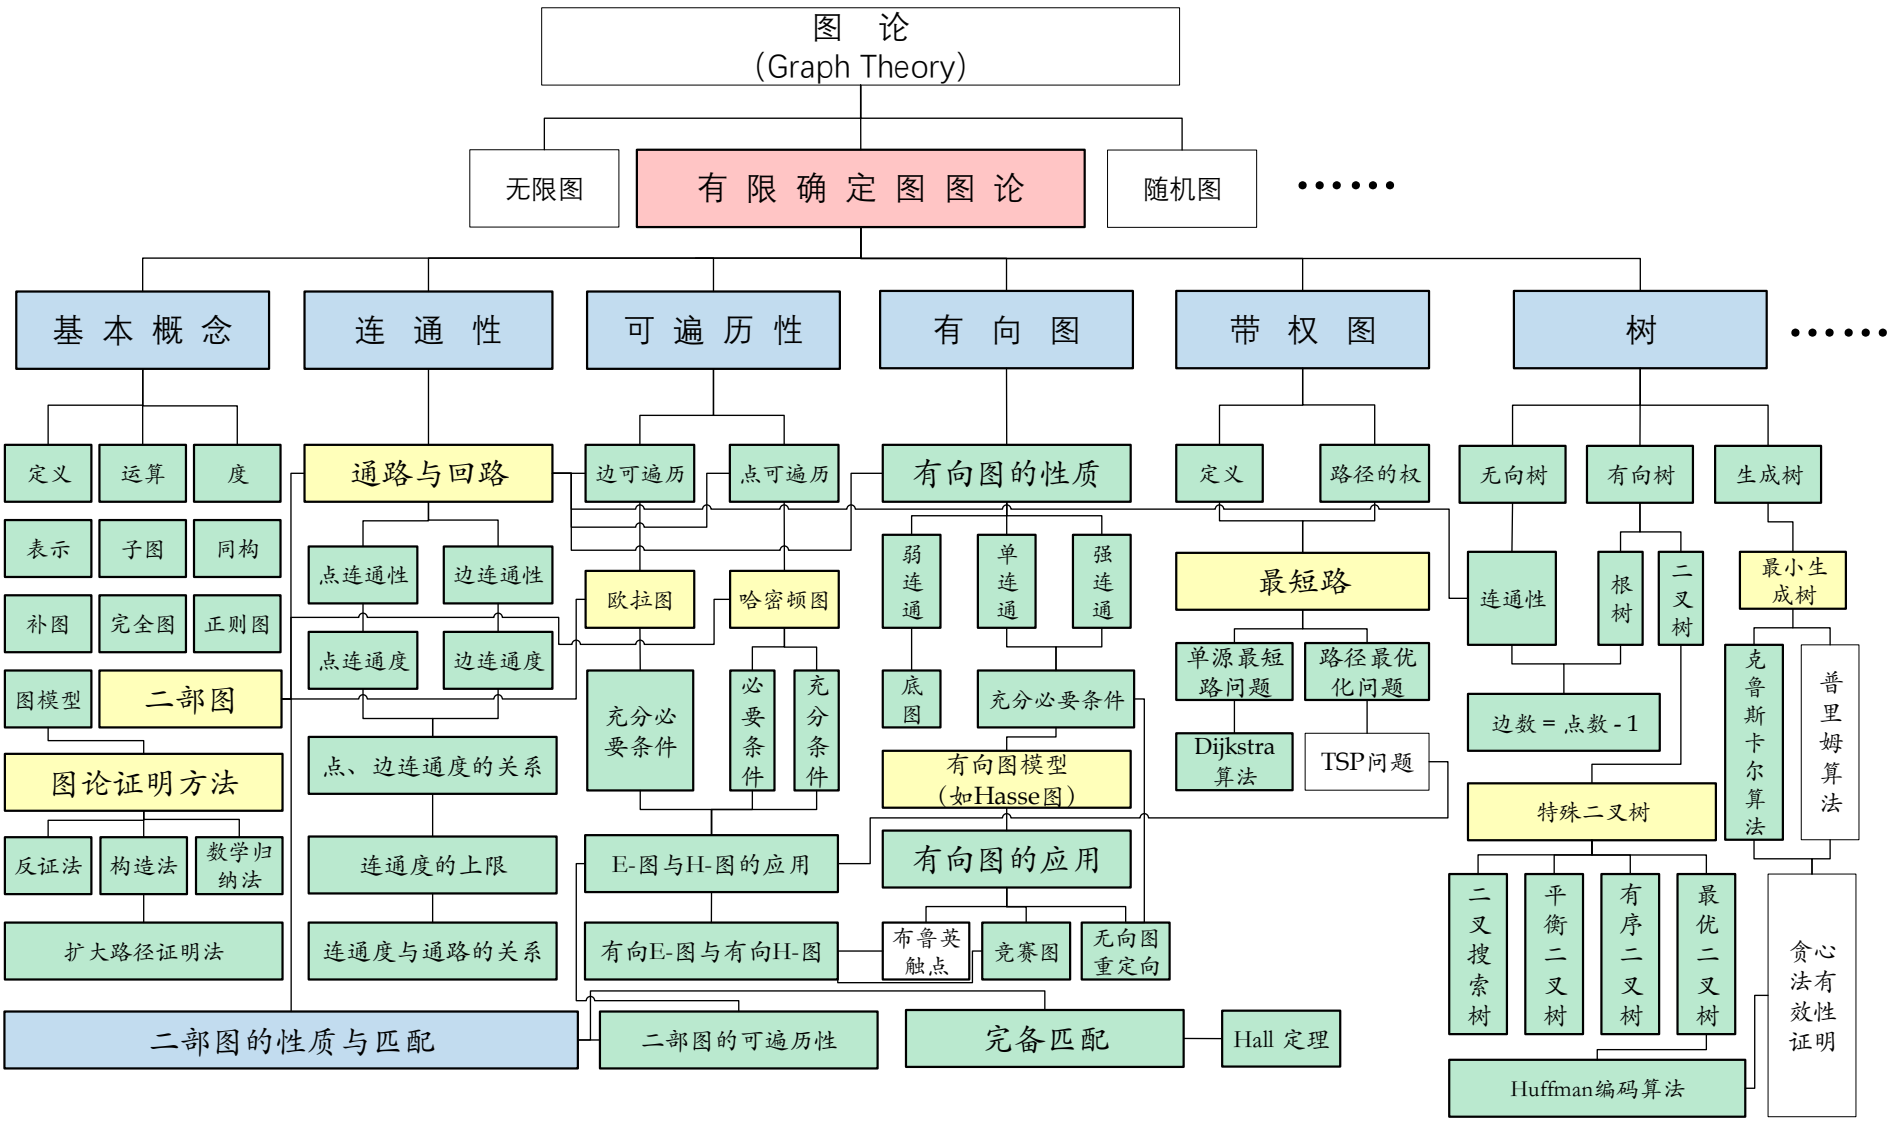 图 论
(Graph Theory)
无限图
有 限 确 定 图 图 论
随机图
······
基 本 概 念
连 通 性
可 遍 历 性
有 向 图
带 权 图
树
······
定义
运算
度
通路与回路
边可遍历
点可遍历
有向图的性质
定义
路径的权
无向树
有向树
生成树
表示
子图
同构
点连通性
边连通性
欧拉图
哈密顿图
弱
连
通
单
连
通
强
连
通
最短路
连通性
根
树
二
叉
树
最小生
成树
补图
完全图
正则图
点连通度
边连通度
充分必
要条件
必
要
条
件
充
分
条
件
底
图
充分必要条件
单源最短
路问题
路径最优
化问题
边数 = 点数 - 1
克
鲁
斯
卡
尔
算
法
普
里
姆
算
法
图模型
二部图
图论证明方法
点、边连通度的关系
有向图模型
（如Hasse图）
Dijkstra
算法
TSP问题
特殊二叉树
反证法
构造法
数学归
纳法
连通度的上限
E-图与H-图的应用
有向图的应用
二
叉
搜
索
树
平
衡
二
叉
树
有
序
二
叉
树
最
优
二
叉
树
贪心
法有
效性
证明
扩大路径证明法
连通度与通路的关系
有向E-图与有向H-图
布鲁英
触点
竞赛图
无向图
重定向
二部图的性质与匹配
二部图的可遍历性
完备匹配
Hall 定理
Huffman编码算法